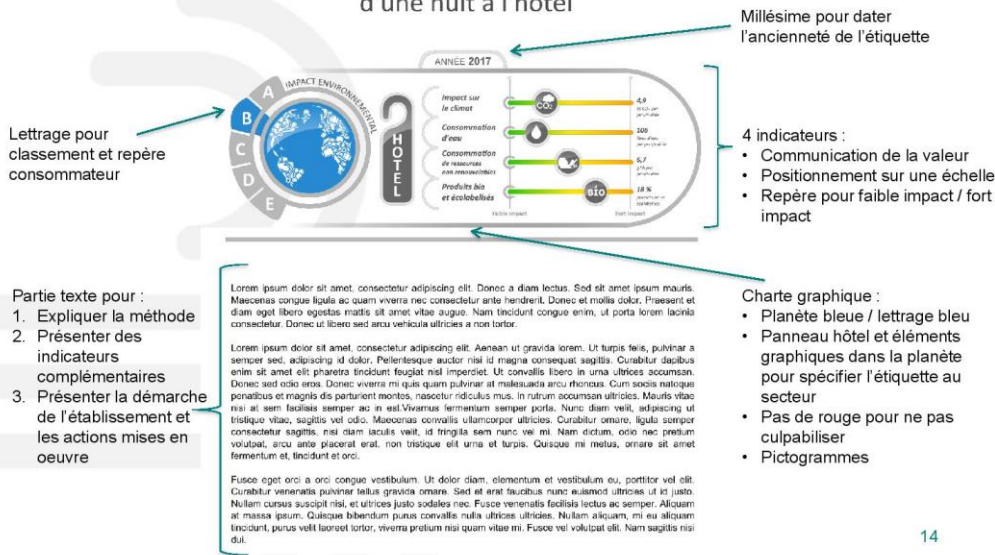 d'une nuit à l'hôtel
Millésime pour dater
l'ancienneté de l'étiquette
ANNÉE 2017
IMPACT ENVIRONNEMENTAL
A
B
C
D
E
HOTEL
Impact sur
le climat
Consommation
d'eau
Consommation
de ressources
non renouvelables
Produits bio
et écolabellisés
CO2
BIO
4,9
106
5,7
18 %
Faible impact
Fort impact
Lettrage pour
classement et repère
consommateur
4 indicateurs :
• Communication de la valeur
• Positionnement sur une échelle
• Repère pour faible impact / fort
impact
Partie texte pour :
1. Expliquer la méthode
2. Présenter des
indicateurs
complémentaires
3. Présenter la démarche
de l'établissement et
les actions mises en
oeuvre
Lorem ipsum dolor sit amet, consectetur adipiscing elit. Donec a diam lectus. Sed sit amet ipsum mauris.
Maecenas congue ligula ac quam viverra nec consectetur ante hendrerit. Donec et mollis dolor. Praesent et
diam eget libero egestas mattis sit amet vitae augue. Nam tincidunt congue enim, ut porta lorem lacinia
consectetur. Donec ut libero sed arcu vehicula ultricies a non tortor.
Lorem ipsum dolor sit amet, consectetur adipiscing elit. Aenean ut gravida lorem. Ut turpis felis, pulvinar a
semper sed, adipiscing id dolor. Pellentesque auctor nisi id magna consequat sagittis. Curabitur dapibus
enim sit amet elit pharetra tincidunt feugiat nisl imperdiet. Ut convallis libero in urna ultrices accumsan.
Donec sed odio eros. Donec viverra mi quis quam pulvinar at malesuada arcu rhoncus. Cum sociis natoque
penatibus et magnis dis parturient montes, nascetur ridiculus mus. In rutrum accumsan ultricies. Mauris vitae
nisi at sem facilisis semper ac in est.Vivamus fermentum semper porta. Nunc diam velit, adipiscing ut
tristique vitae, sagittis vel odio. Maecenas convallis ullamcorper ultricies. Curabitur ornare, ligula semper
consectetur sagittis, nisi diam iaculis velit, id fringilla sem nunc vel mi. Nam dictum, odio nec pretium
volutpat, arcu ante placerat erat, non tristique elit urna et turpis. Quisque mi metus, ornare sit amet
fermentum et, tincidunt et orci.
Fusce eget orci a orci congue vestibulum. Ut dolor diam, elementum et vestibulum eu, porttitor vel elit.
Curabitur venenatis pulvinar tellus gravida ornare. Sed et erat faucibus nunc euismod ultricies ut id justo.
Nullam cursus suscipit nisi, et ultrices justo sodales nec. Fusce venenatis facilisis lectus ac semper. Aliquam
at massa ipsum. Quisque bibendum purus convallis nulla ultrices ultricies. Nullam aliquam, mi eu aliquam
tincidunt, purus velit laoreet tortor, viverra pretium nisi quam vitae mi. Fusce vel volutpat elit. Nam sagittis nisi
dui.
Charte graphique :
• Planète bleue / lettrage bleu
• Panneau hôtel et éléments
graphiques dans la planète
pour spécifier l'étiquette au
secteur
• Pas de rouge pour ne pas
culpabiliser
• Pictogrammes
14